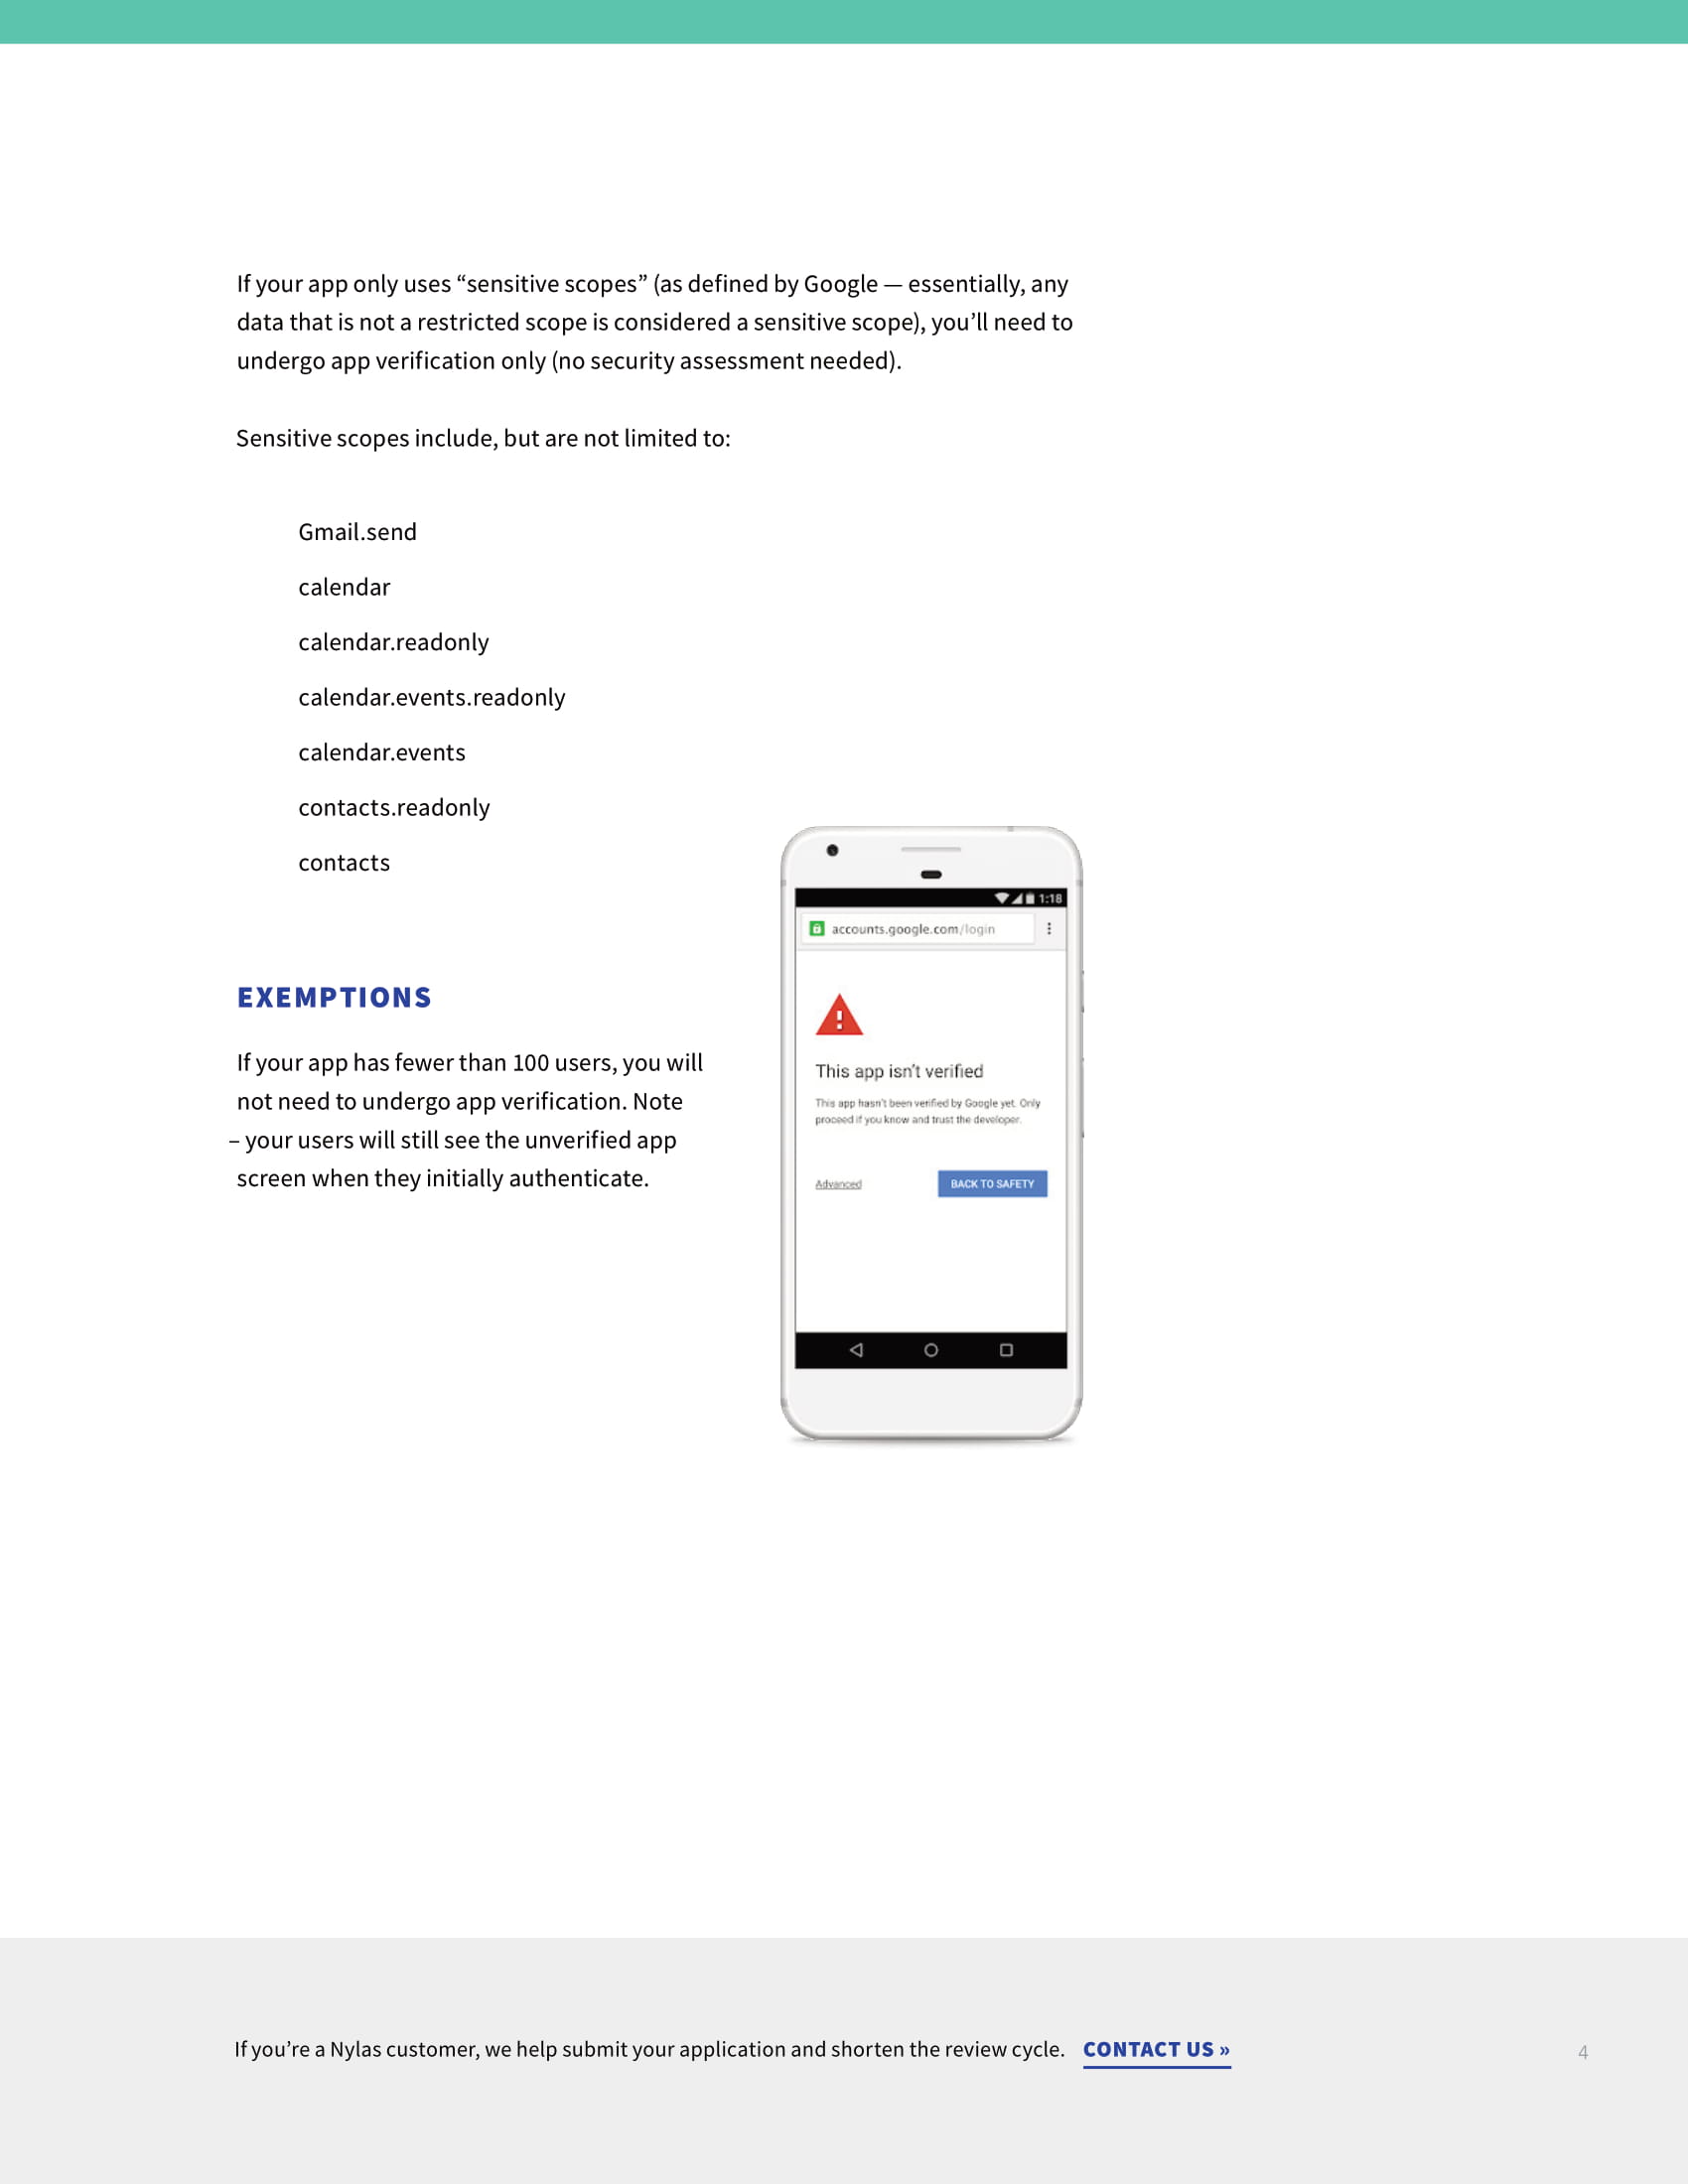 If your app only uses “sensitive scopes” (as defined by Google — essentially, any
data that is not a restricted scope is considered a sensitive scope), you’ll need to
undergo app verification only (no security assessment needed).
Sensitive scopes include, but are not limited to:
Gmail.send
calendar
calendar.readonly
calendar.events.readonly
calendar.events
contacts.readonly
contacts
EXEMPTIONS
If your app has fewer than 100 users, you will
not need to undergo app verification. Note
– your users will still see the unverified app
screen when they initially authenticate.
1:18
accounts.google.com/login
This app isn’t verified
This app hasn’t been verified by Google yet. Only
proceed if you know and trust the developer.
Advanced
BACK TO SAFETY
If you’re a Nylas customer, we help submit your application and shorten the review cycle. CONTACT US »
4